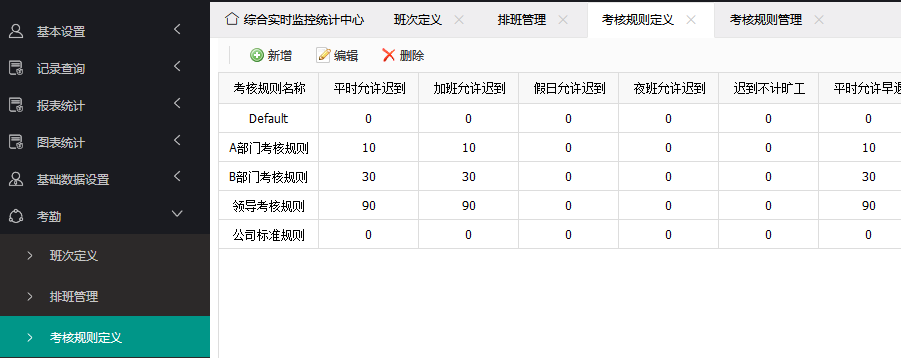 基本设置
记录查询
报表统计
图表统计
基础数据设置
考勤
班次定义
排班管理
考核规则定义
综合实时监控统计中心 班次定义 排班管理 考核规则定义 考核规则管理
新增 编辑 删除
考核规则名称 平时允许迟到 加班允许迟到 假日允许迟到 夜班允许迟到 迟到不计旷工 平时允许早退
Default 0 0 0 0 0 0
A部门考核规则 10 10 0 0 0 10
B部门考核规则 30 30 0 0 0 30
领导考核规则 90 90 0 0 0 90
公司标准规则 0 0 0 0 0 0